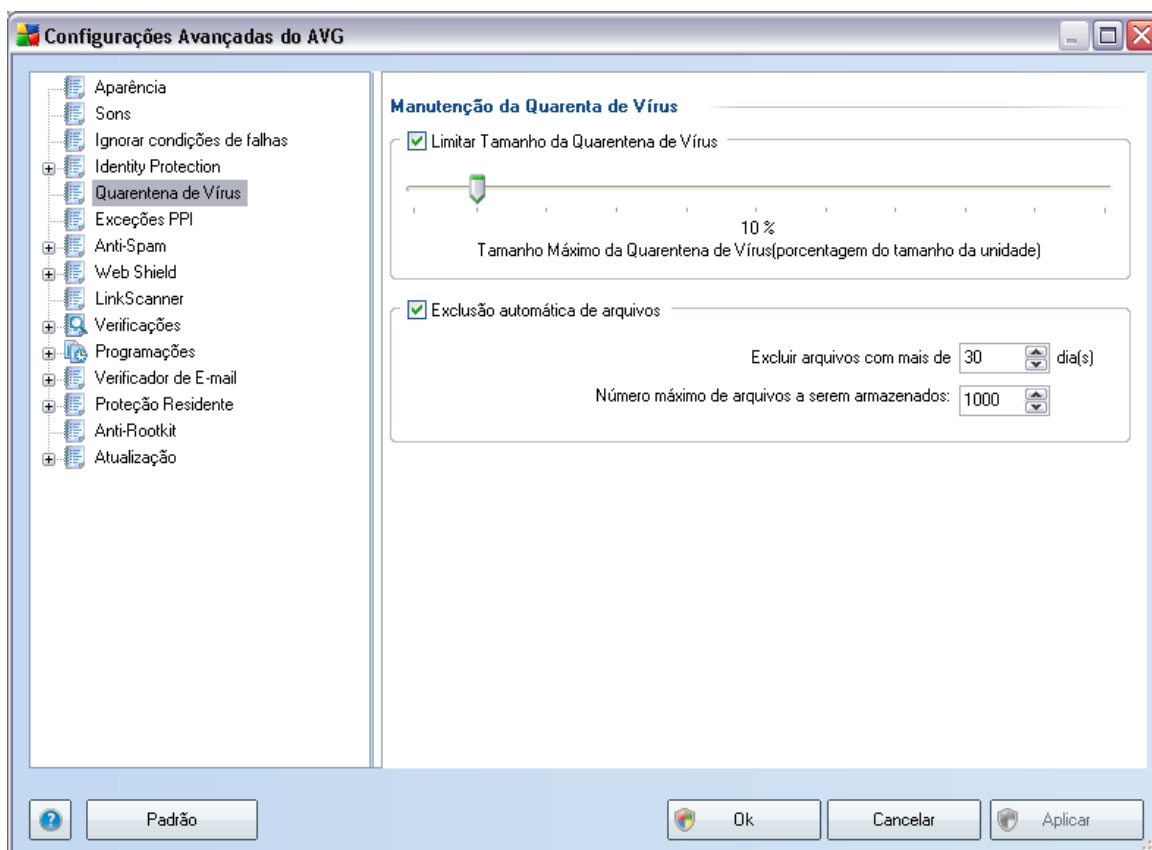 Configurações Avançadas do AVG
Aparência
Sons
Ignorar condições de falhas
Identity Protection
Quarentena de Vírus
Exceções PPI
Anti-Spam
Web Shield
LinkScanner
Verificações
Programações
Verificador de E-mail
Proteção Residente
Anti-Rootkit
Atualização
Manutenção da Quarenta de Vírus
Limitar Tamanho da Quarentena de Vírus
10 %
Tamanho Máximo da Quarentena de Vírus(porcentagem do tamanho da unidade)
Exclusão automática de arquivos
Excluir arquivos com mais de 30 dia(s)
Número máximo de arquivos a serem armazenados: 1000
? Padrão Ok Cancelar Aplicar